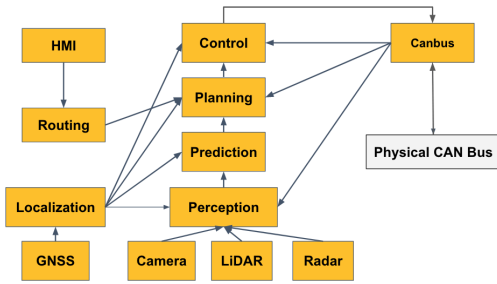 HMI
Control
Canbus
Planning
Routing
Prediction
Physical CAN Bus
Localization
Perception
GNSS
Camera
LiDAR
Radar